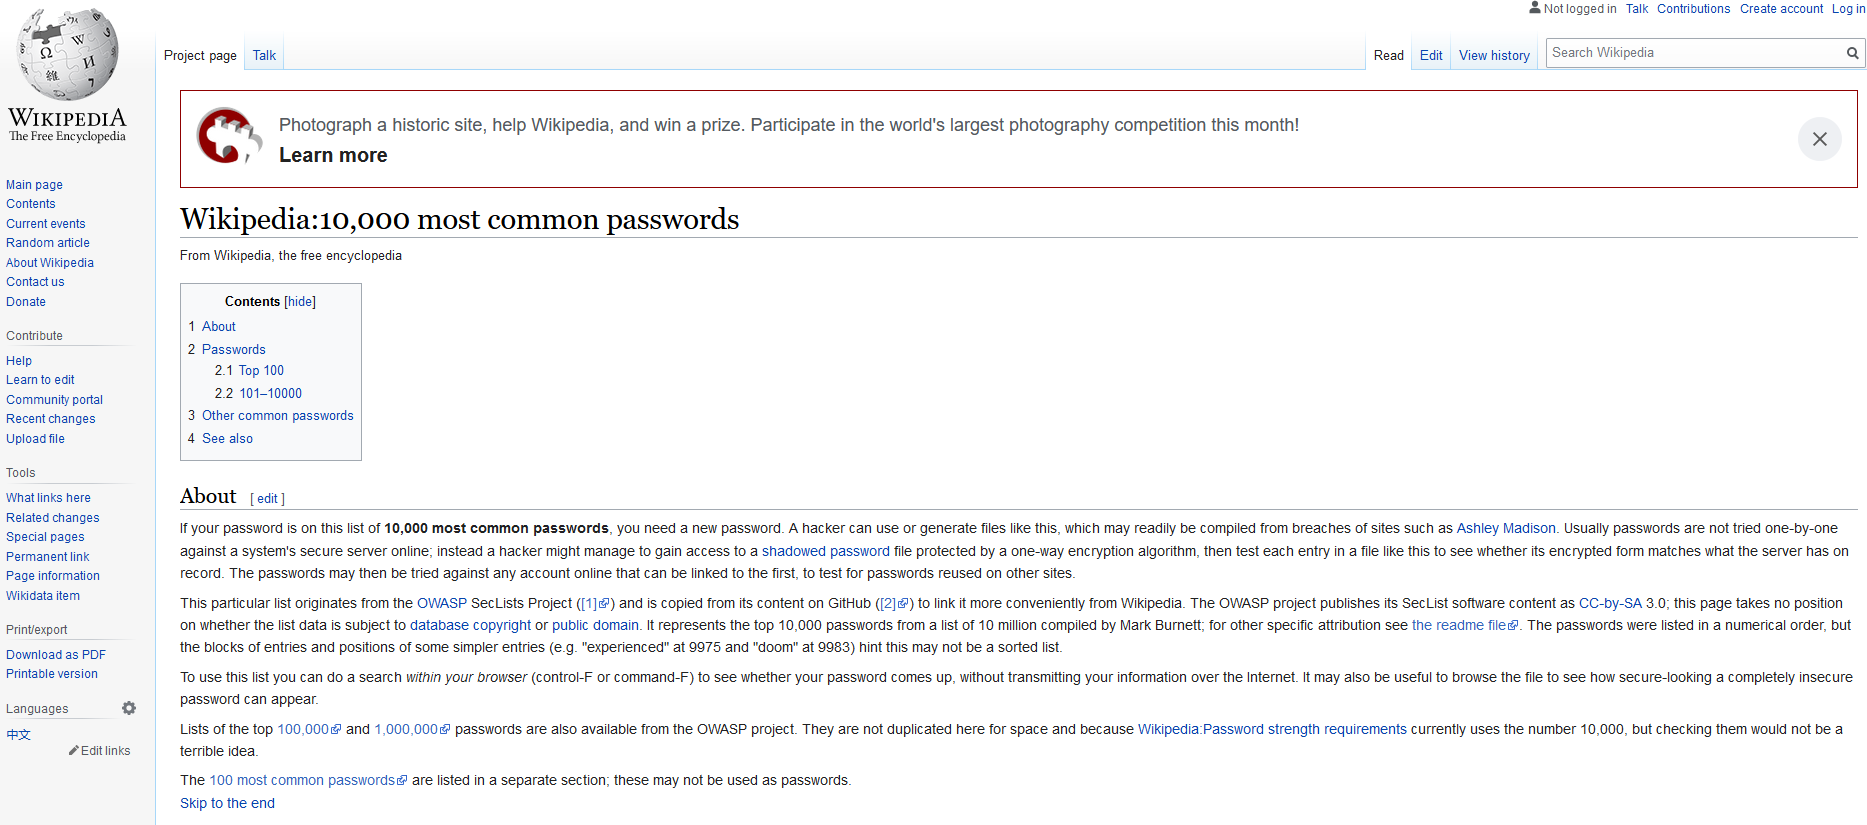 Not logged in Talk Contributions Create account Log in
Project page Talk Read Edit View history Search Wikipedia
WIKIPEDIA
The Free Encyclopedia
Main page
Contents
Current events
Random article
About Wikipedia
Contact us
Donate
Contribute
Help
Learn to edit
Community portal
Recent changes
Upload file
Tools
What links here
Related changes
Special pages
Permanent link
Page information
Wikidata item
Print/export
Download as PDF
Printable version
Languages
中文
Edit links
Photograph a historic site, help Wikipedia, and win a prize. Participate in the world's largest photography competition this month!
Learn more
Wikipedia:10,000 most common passwords
From Wikipedia, the free encyclopedia
Contents [hide]
1 About
2 Passwords
2.1 Top 100
2.2 101–10000
3 Other common passwords
4 See also
About [ edit ]
If your password is on this list of 10,000 most common passwords, you need a new password. A hacker can use or generate files like this, which may readily be compiled from breaches of sites such as Ashley Madison. Usually passwords are not tried one-by-one
against a system's secure server online; instead a hacker might manage to gain access to a shadowed password file protected by a one-way encryption algorithm, then test each entry in a file like this to see whether its encrypted form matches what the server has on
record. The passwords may then be tried against any account online that can be linked to the first, to test for passwords reused on other sites.
This particular list originates from the OWASP SecLists Project ([1]) and is copied from its content on GitHub ([2]) to link it more conveniently from Wikipedia. The OWASP project publishes its SecList software content as CC-by-SA 3.0; this page takes no position
on whether the list data is subject to database copyright or public domain. It represents the top 10,000 passwords from a list of 10 million compiled by Mark Burnett; for other specific attribution see the readme file. The passwords were listed in a numerical order, but
the blocks of entries and positions of some simpler entries (e.g. "experienced" at 9975 and "doom" at 9983) hint this may not be a sorted list.
To use this list you can do a search within your browser (control-F or command-F) to see whether your password comes up, without transmitting your information over the Internet. It may also be useful to browse the file to see how secure-looking a completely insecure
password can appear.
Lists of the top 100,000 and 1,000,000 passwords are also available from the OWASP project. They are not duplicated here for space and because Wikipedia:Password strength requirements currently uses the number 10,000, but checking them would not be a
terrible idea.
The 100 most common passwords are listed in a separate section; these may not be used as passwords.
Skip to the end